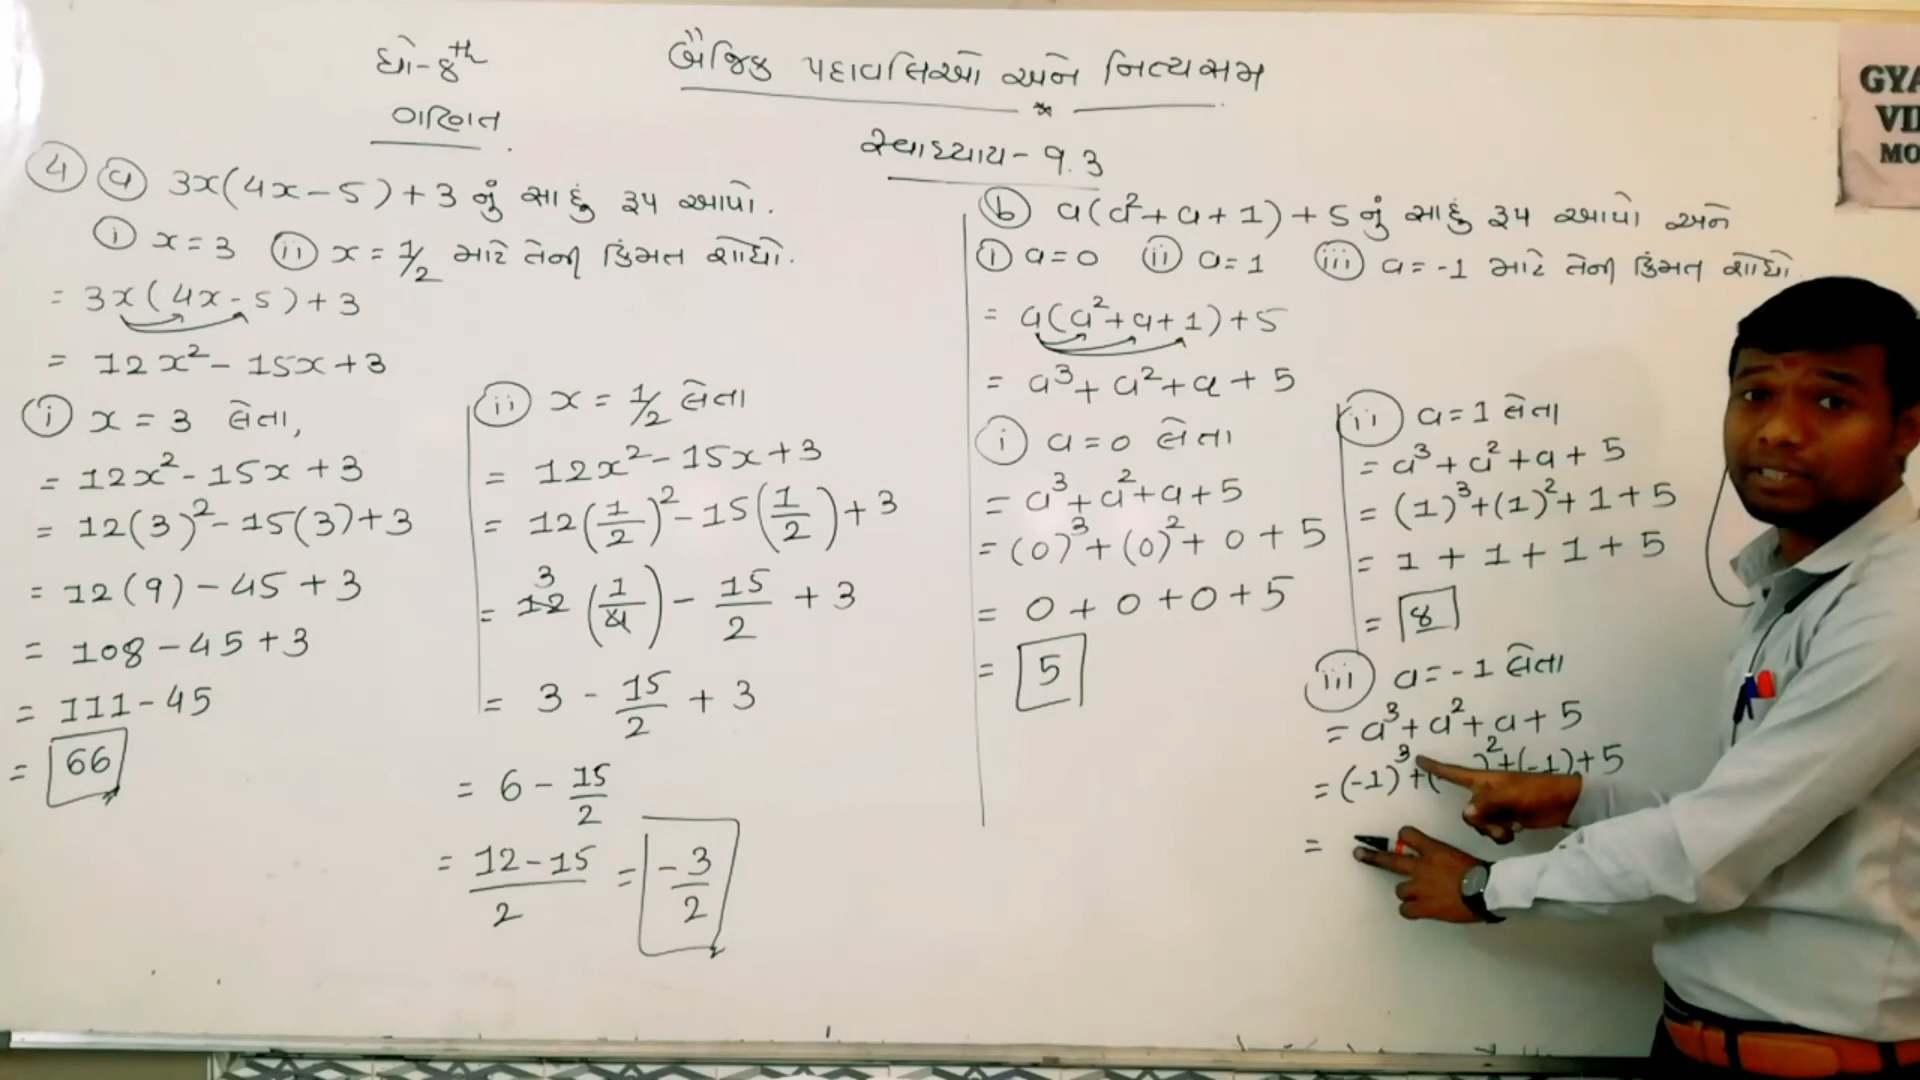 ધો-8th
ગણિત
બૈજિક પદાવલિઓ અને નિત્યસમ
સ્વાધ્યાય-9.3
4 a 3x(4x-5)+3 નું સાદું રૂપ આપો.
i x=3 ii x=1/2 માટે તેની કિંમત શોધો.
= 3x(4x-5)+3
= 12x²-15x+3
i x=3 લેતા,
= 12x²-15x+3
= 12(3)²-15(3)+3
= 12(9)-45+3
= 108-45+3
= 111-45
= 66
ii x=1/2 લેતા
= 12x²-15x+3
= 12(1/2)²-15(1/2)+3
= 3 12(1/4)-15/2+3
= 3-15/2+3
= 6-15/2
= 12-15/2 = -3/2
b a(a²+a+1)+5 નું સાદું રૂપ આપો અને
i a=0 ii a=1 iii a=-1 માટે તેની કિંમત શોધો.
= a(a²+a+1)+5
= a³+a²+a+5
i a=0 લેતા
= a³+a²+a+5
= (0)³+(0)²+0+5
= 0+0+0+5
= 5
ii a=1 લેતા
= a³+a²+a+5
= (1)³+(1)²+1+5
= 1+1+1+5
= 8
iii a=-1 લેતા
= a³+a²+a+5
= (-1)³+( )²+(-1)+5
=